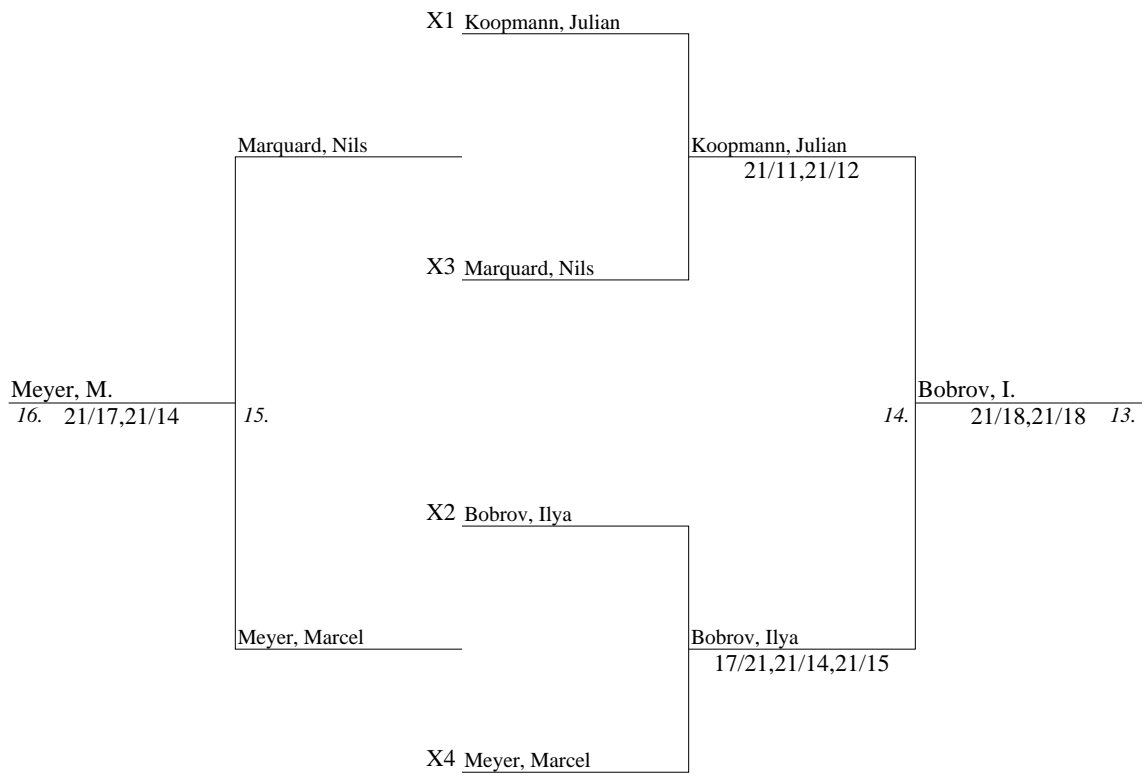 X1 Koopmann, Julian
Marquard, Nils
Koopmann, Julian
21/11,21/12
X3 Marquard, Nils
Meyer, M.
16. 21/17,21/14 15.
Bobrov, I.
14. 21/18,21/18 13.
X2 Bobrov, Ilya
Meyer, Marcel
Bobrov, Ilya
17/21,21/14,21/15
X4 Meyer, Marcel